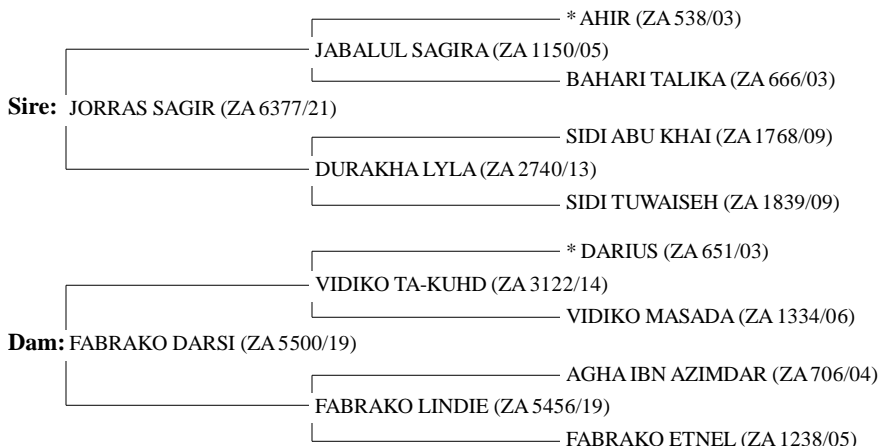 * AHIR (ZA 538/03)
JABALUL SAGIRA (ZA 1150/05)
BAHARI TALIKA (ZA 666/03)
Sire: JORRAS SAGIR (ZA 6377/21)
SIDI ABU KHAI (ZA 1768/09)
DURAKHA LYLA (ZA 2740/13)
SIDI TUWAISEH (ZA 1839/09)
* DARIUS (ZA 651/03)
VIDIKO TA-KUHD (ZA 3122/14)
VIDIKO MASADA (ZA 1334/06)
Dam: FABRAKO DARSI (ZA 5500/19)
AGHA IBN AZIMDAR (ZA 706/04)
FABRAKO LINDIE (ZA 5456/19)
FABRAKO ETNEL (ZA 1238/05)